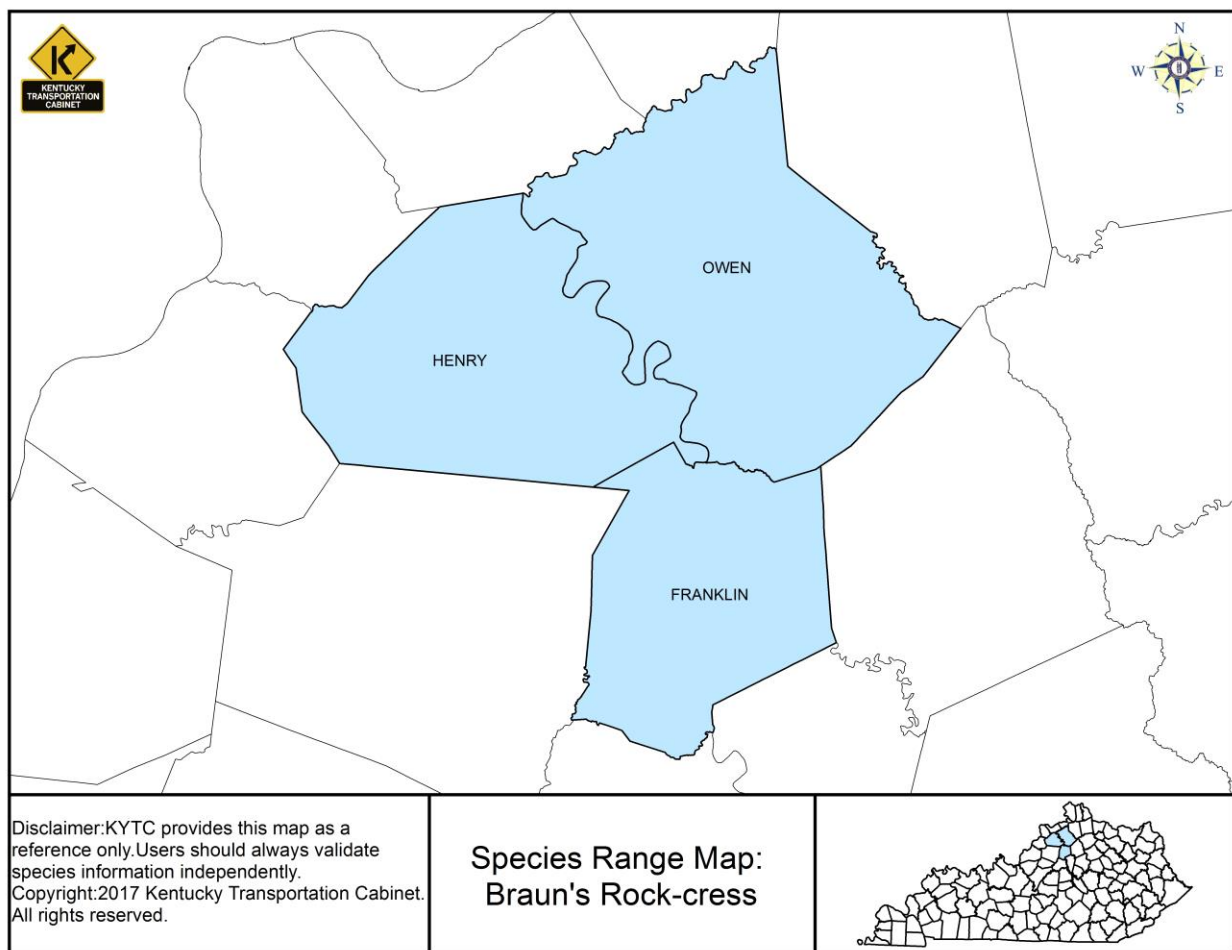 KENTUCKY
TRANSPORTATION
CABINET
N
W
E
S
OWEN
HENRY
FRANKLIN
Disclaimer:KYTC provides this map as a
reference only.Users should always validate
species information independently.
Copyright:2017 Kentucky Transportation Cabinet.
All rights reserved.
Species Range Map:
Braun's Rock-cress